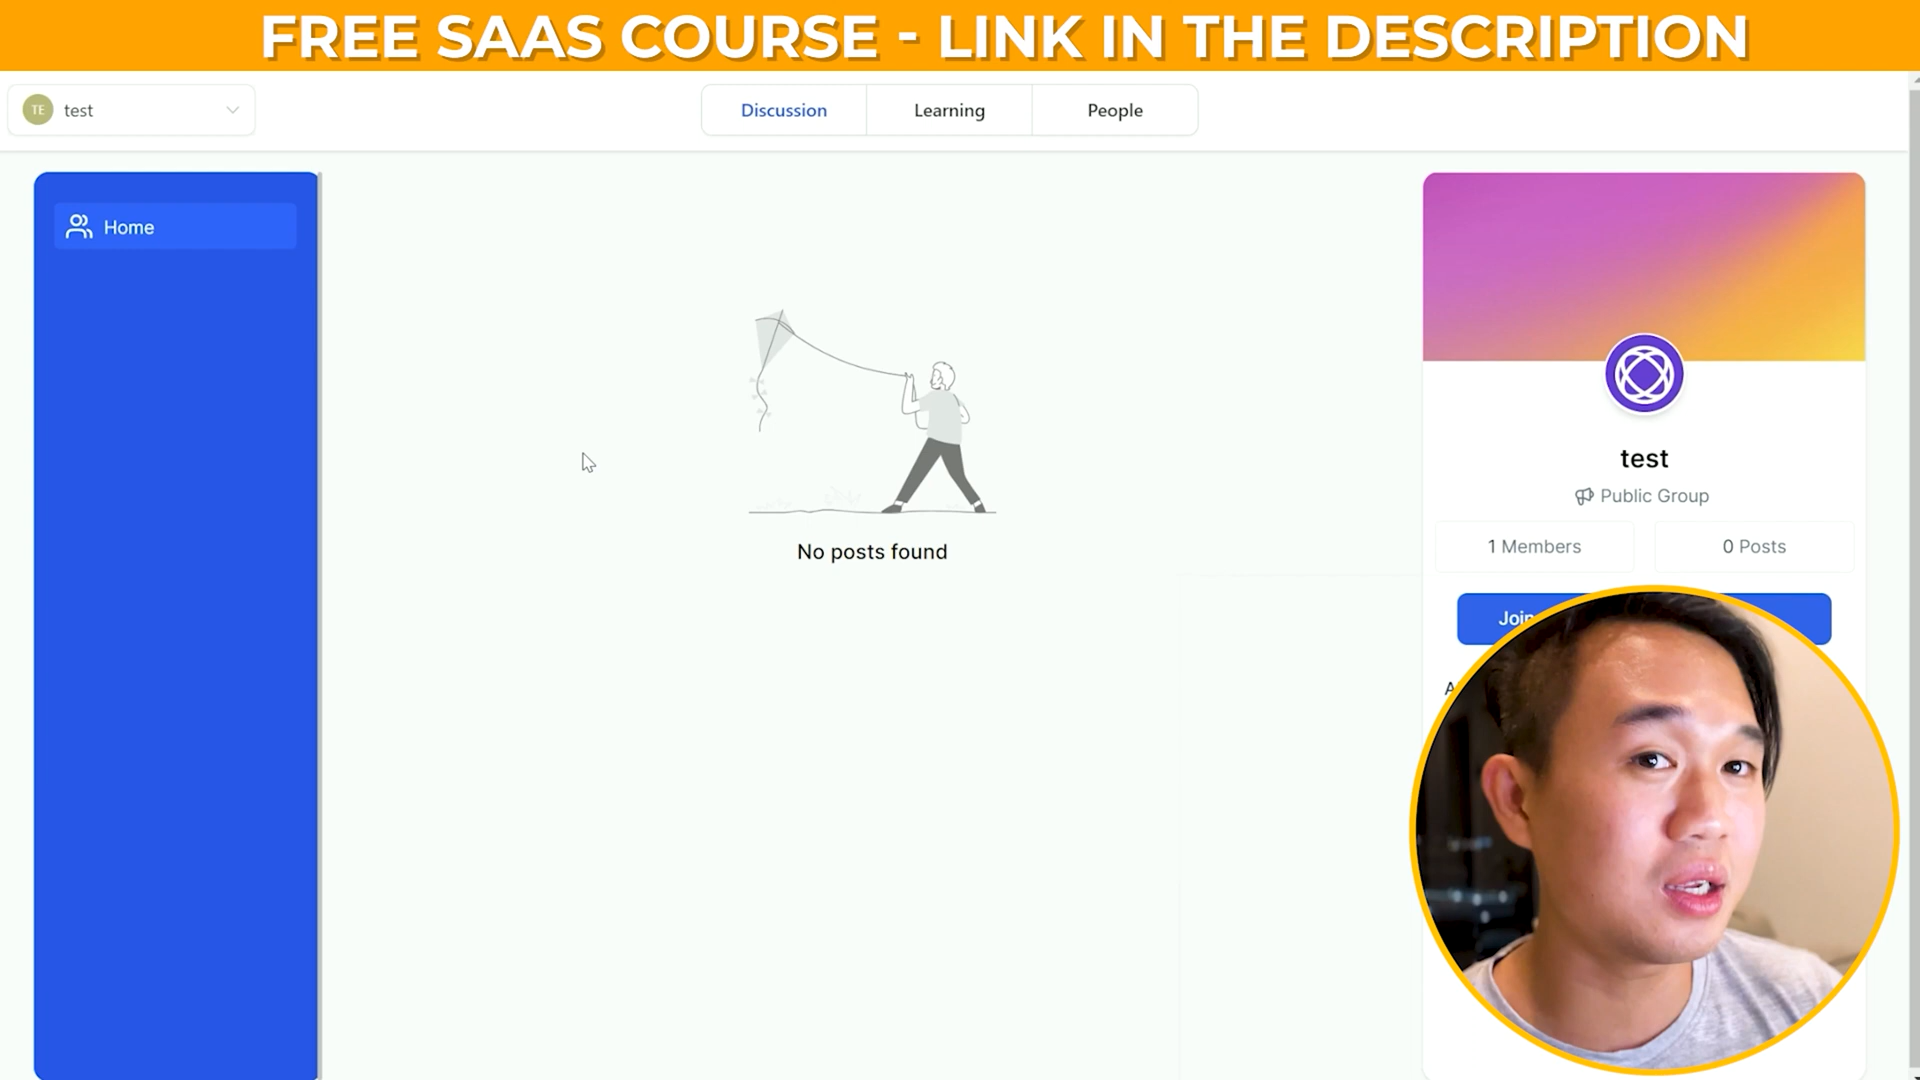 FREE SAAS COURSE - LINK IN THE DESCRIPTION
TE test
Discussion Learning People
Home
No posts found
test
Public Group
1 Members 0 Posts